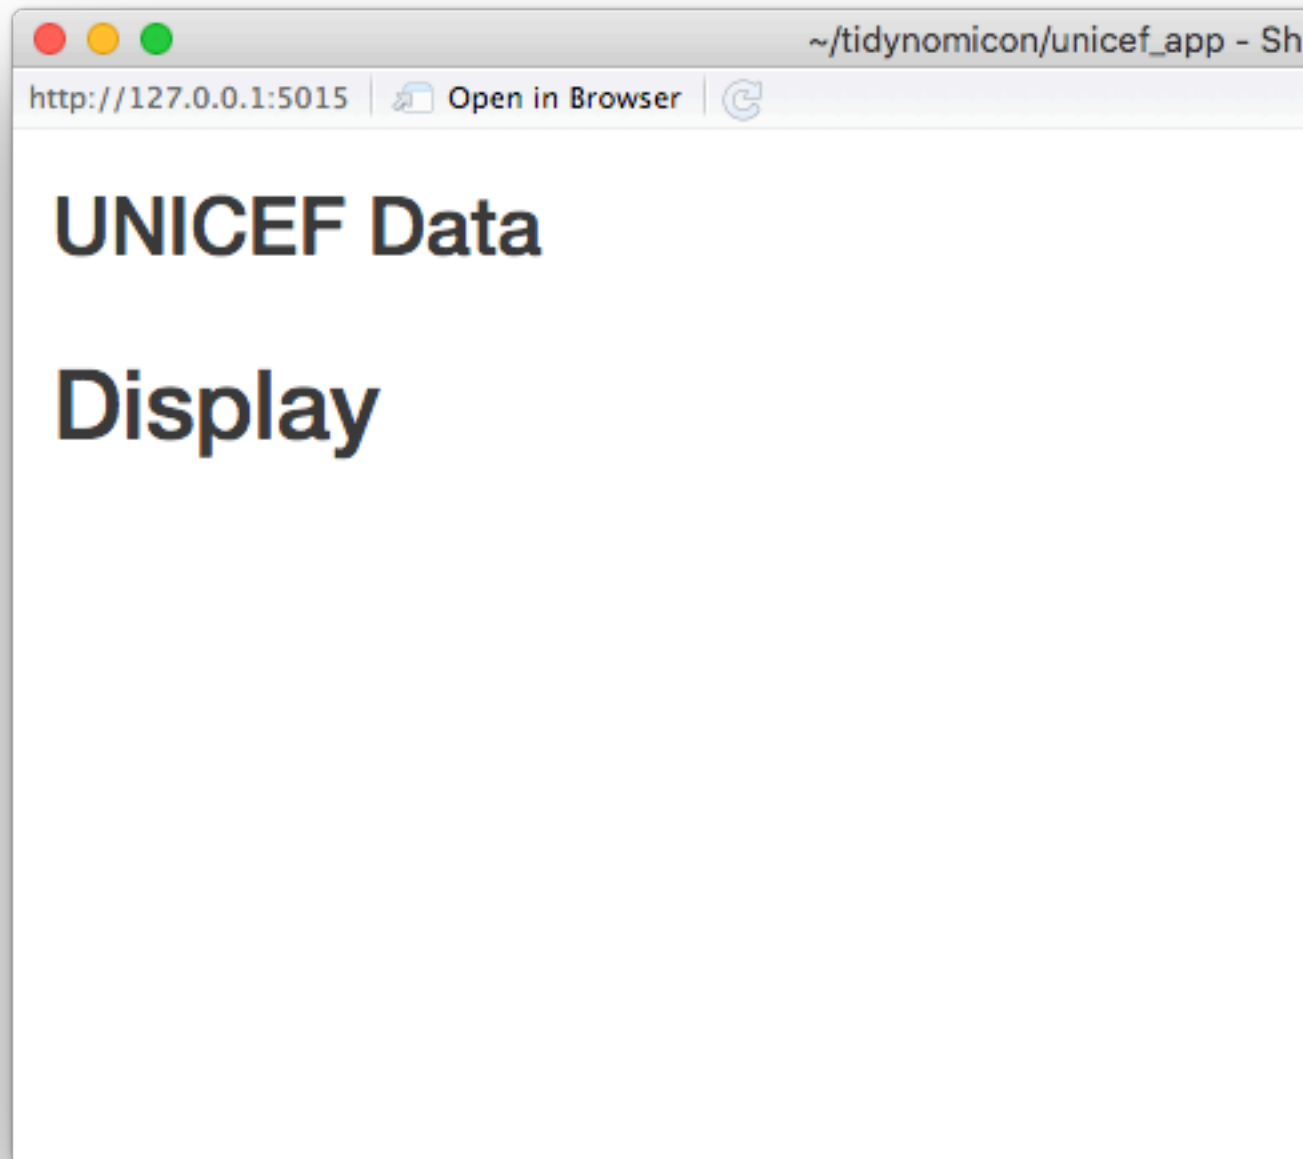 ~/tidynomicon/unicef_app - Sh
http://127.0.0.1:5015 Open in Browser
UNICEF Data
Display